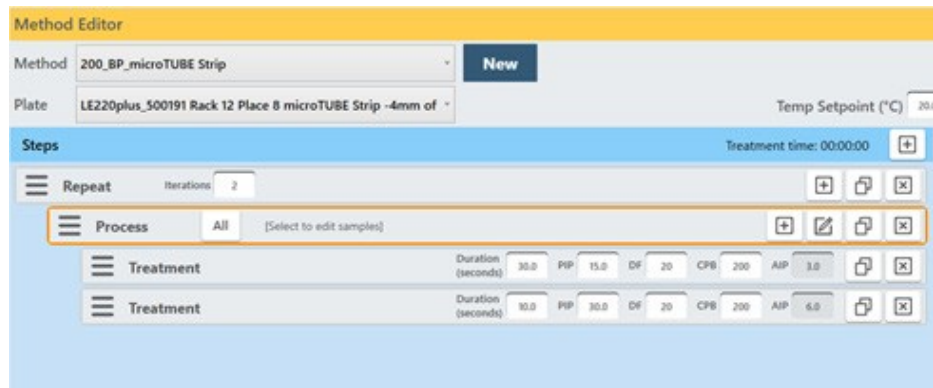 Method Editor
Method 200_BP_microTUBE Strip New
Plate LE220plus_500191 Rack 12 Place 8 microTUBE Strip -4mm of Temp Setpoint (°C) 20.
Steps Treatment time: 00:00:00
Repeat Iterations 2
Process All [Select to edit samples]
Treatment Duration (seconds) 30.0 PIP 15.0 DF 20 CPB 200 AIP 3.0
Treatment Duration (seconds) 10.0 PIP 30.0 DF 20 CPB 200 AIP 6.0